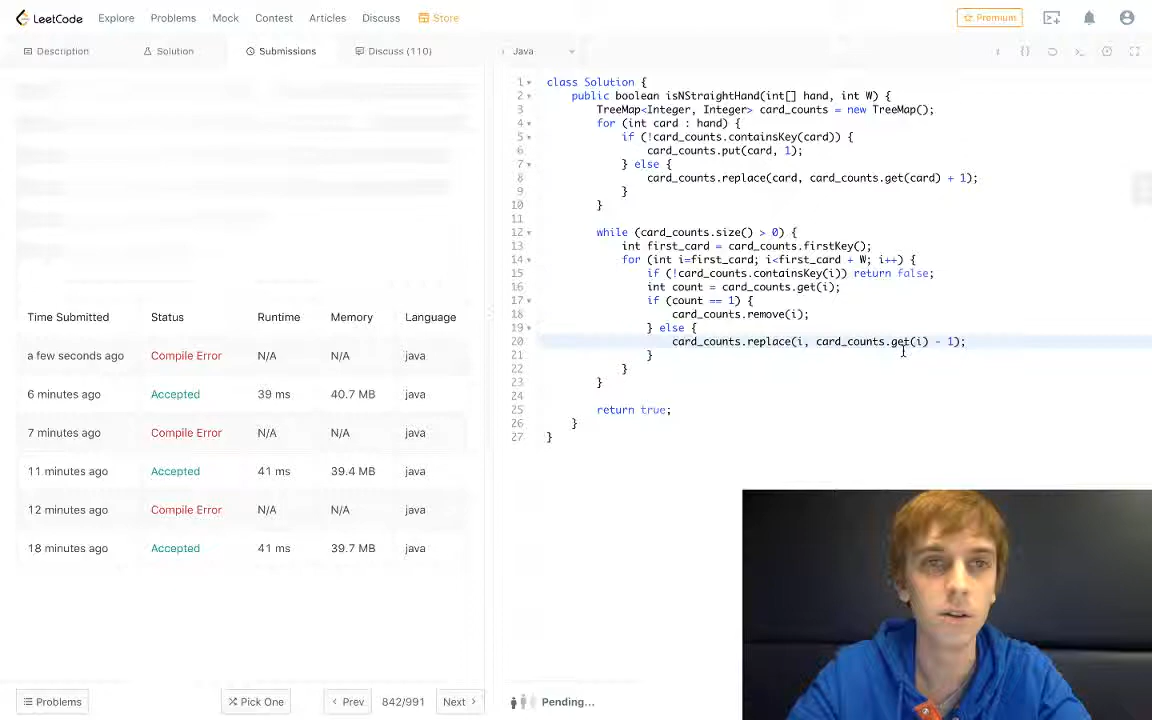 LeetCode Explore Problems Mock Contest Articles Discuss Store Premium
Description Solution Submissions Discuss (110) Java
Time Submitted Status Runtime Memory Language
a few seconds ago Compile Error N/A N/A java
6 minutes ago Accepted 39 ms 40.7 MB java
7 minutes ago Compile Error N/A N/A java
11 minutes ago Accepted 41 ms 39.4 MB java
12 minutes ago Compile Error N/A N/A java
18 minutes ago Accepted 41 ms 39.7 MB java
1 class Solution {
2 public boolean isNStraightHand(int[] hand, int W) {
3 TreeMap<Integer, Integer> card_counts = new TreeMap();
4 for (int card : hand) {
5 if (!card_counts.containsKey(card)) {
6 card_counts.put(card, 1);
7 } else {
8 card_counts.replace(card, card_counts.get(card) + 1);
9 }
10 }
11
12 while (card_counts.size() > 0) {
13 int first_card = card_counts.firstKey();
14 for (int i=first_card; i<first_card + W; i++) {
15 if (!card_counts.containsKey(i)) return false;
16 int count = card_counts.get(i);
17 if (count == 1) {
18 card_counts.remove(i);
19 } else {
20 card_counts.replace(i, card_counts.get(i) - 1);
21 }
22 }
23 }
24
25 return true;
26 }
27 }
Problems Pick One Prev 842/991 Next Pending...